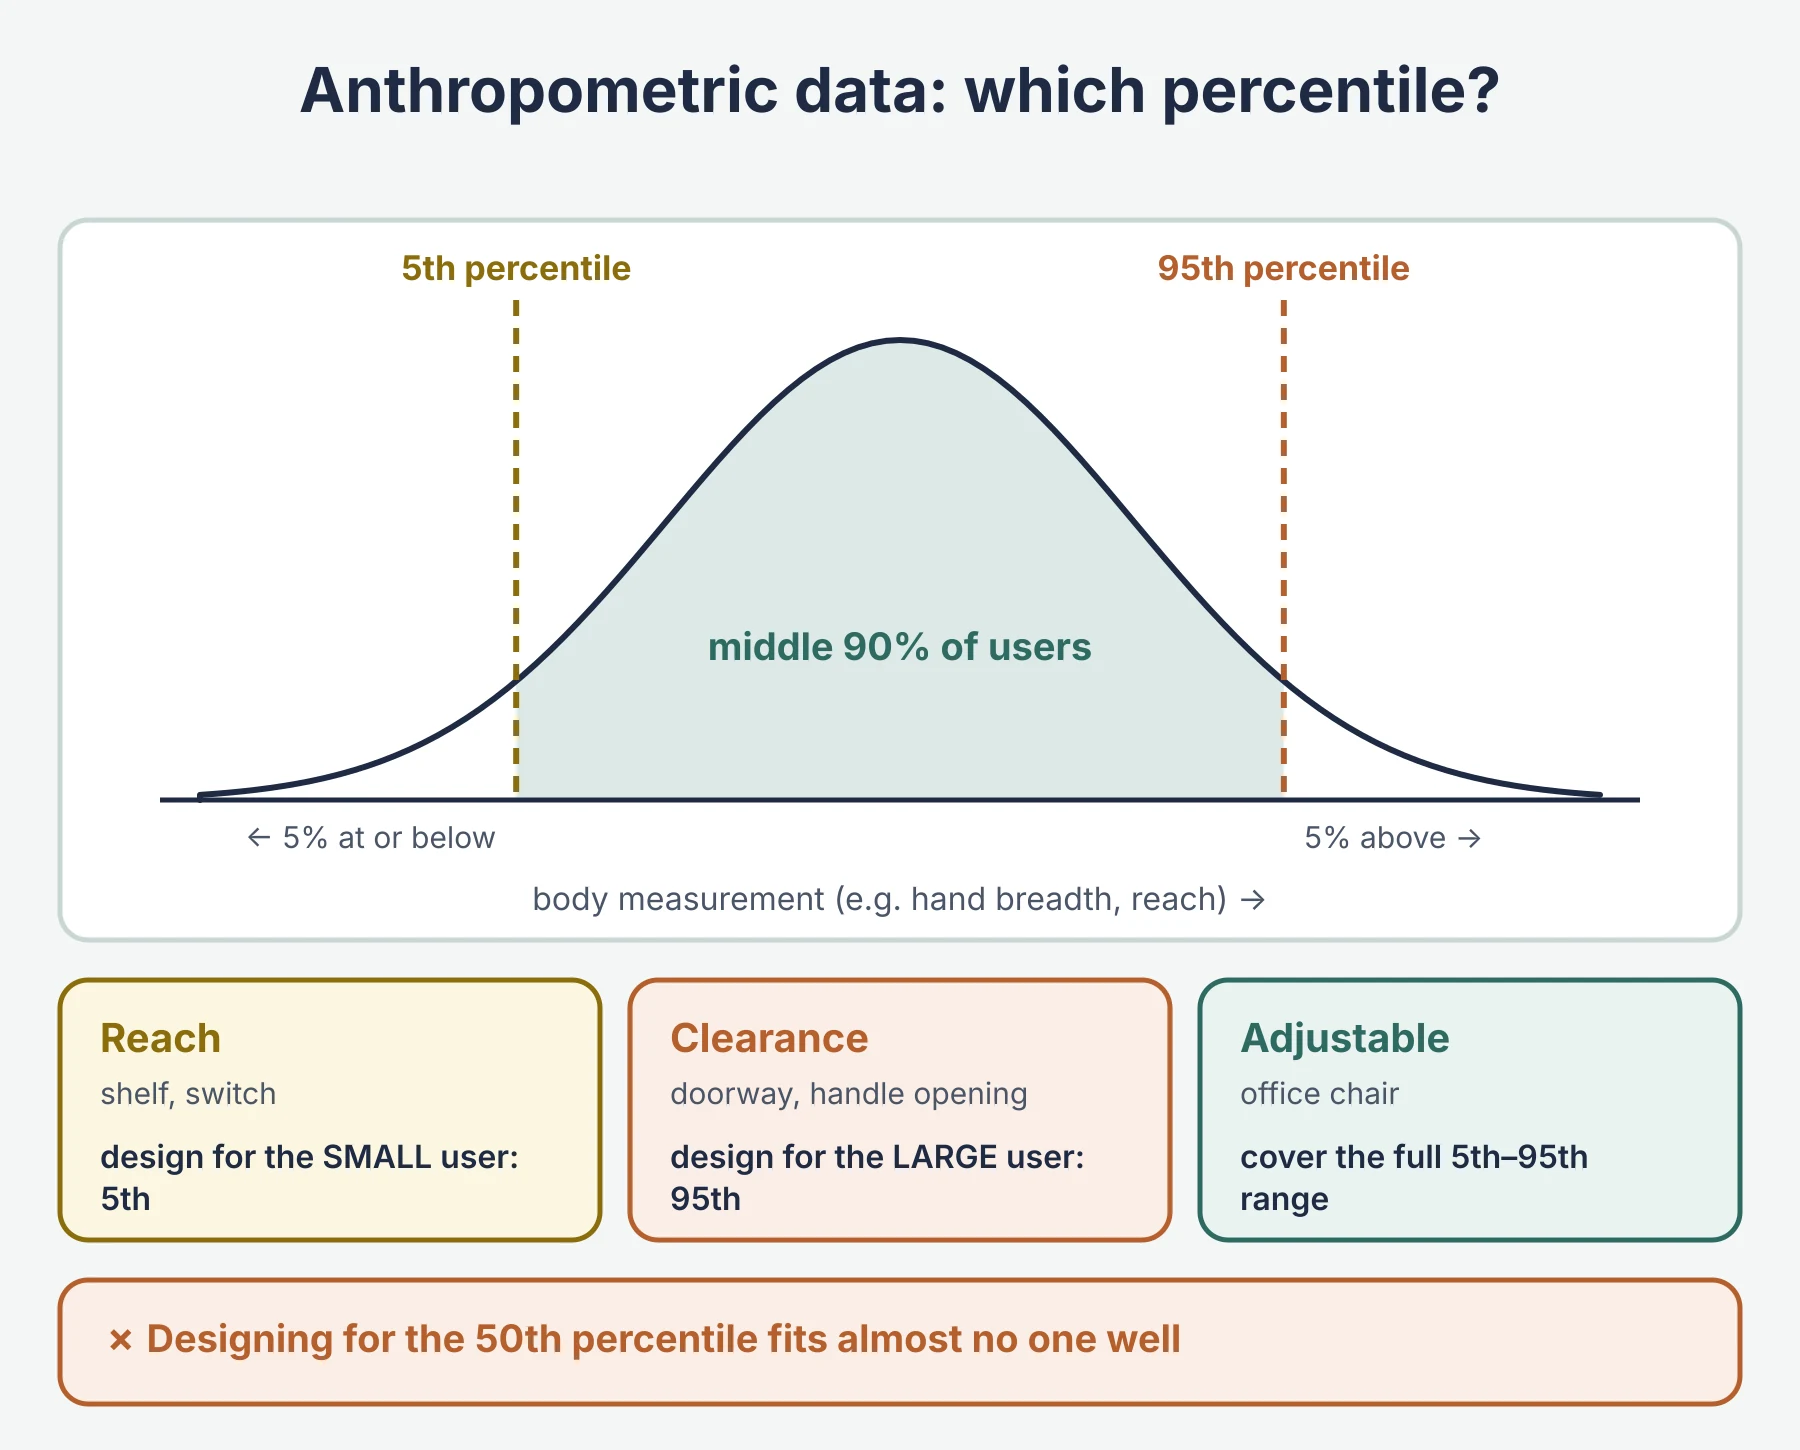 Anthropometric data: which percentile?
5th percentile
95th percentile
middle 90% of users
← 5% at or below
5% above →
body measurement (e.g. hand breadth, reach) →
Reach
shelf, switch
design for the SMALL user:
5th
Clearance
doorway, handle opening
design for the LARGE user:
95th
Adjustable
office chair
cover the full 5th–95th
range
× Designing for the 50th percentile fits almost no one well